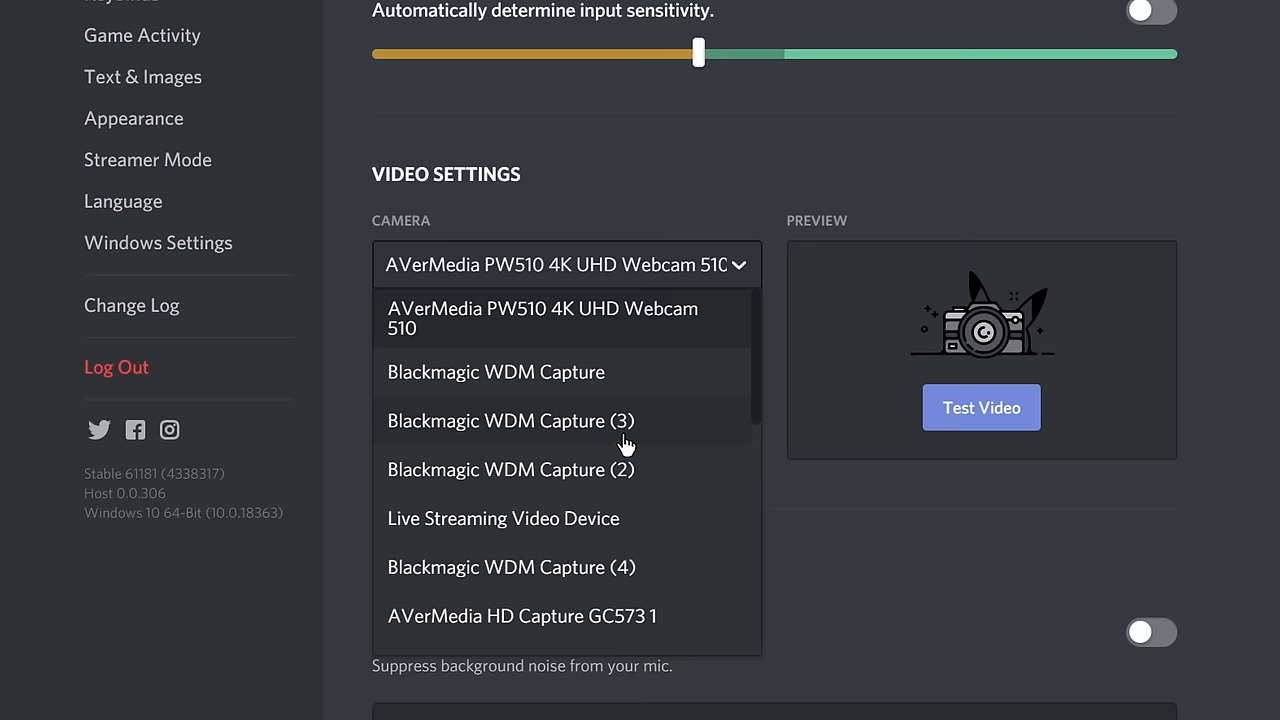 Game Activity
Text & Images
Appearance
Streamer Mode
Language
Windows Settings
Change Log
Log Out
Stable 61181 (4338317)
Host 0.0.306
Windows 10 64-Bit (10.0.18363)
Automatically determine input sensitivity.
VIDEO SETTINGS
CAMERA
AVerMedia PW510 4K UHD Webcam 510
AVerMedia PW510 4K UHD Webcam
510
Blackmagic WDM Capture
Blackmagic WDM Capture (3)
Blackmagic WDM Capture (2)
Live Streaming Video Device
Blackmagic WDM Capture (4)
AVerMedia HD Capture GC573 1
Suppress background noise from your mic.
PREVIEW
Test Video